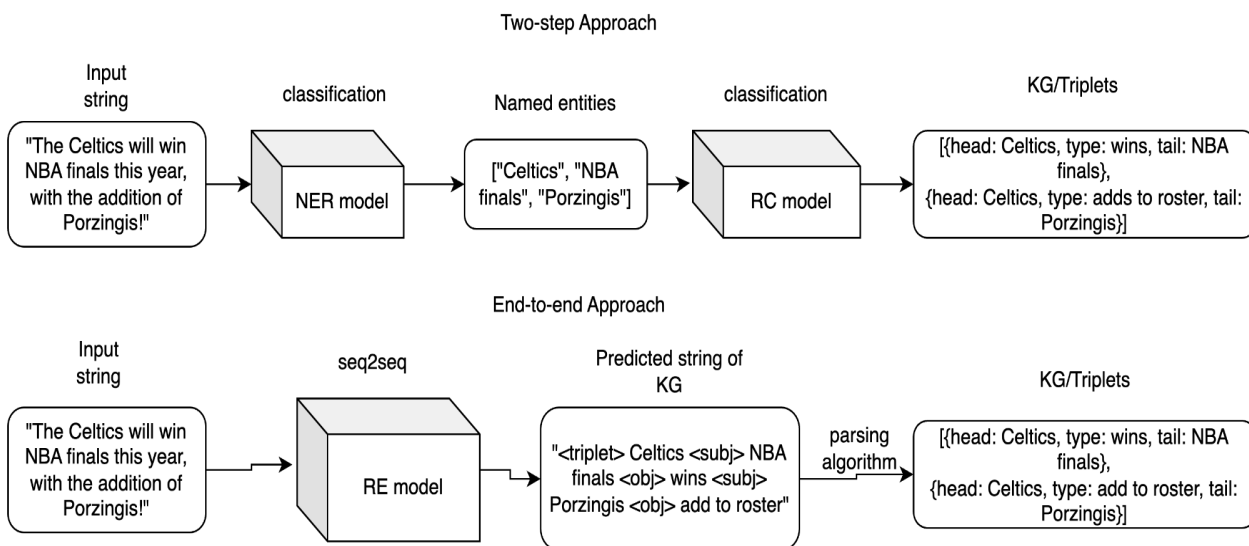 Two-step Approach
Input
string
classification
Named entities
classification
KG/Triplets
"The Celtics will win
NBA finals this year,
with the addition of
Porzingis!"
NER model
["Celtics", "NBA
finals", "Porzingis"]
RC model
[{head: Celtics, type: wins, tail: NBA
finals},
{head: Celtics, type: adds to roster, tail:
Porzingis}]
End-to-end Approach
Input
string
seq2seq
Predicted string of
KG
KG/Triplets
"The Celtics will win
NBA finals this year,
with the addition of
Porzingis!"
RE model
"<triplet> Celtics <subj> NBA
finals <obj> wins <subj>
Porzingis <obj> add to roster"
parsing
algorithm
[{head: Celtics, type: wins, tail: NBA
finals},
{head: Celtics, type: add to roster, tail:
Porzingis}]